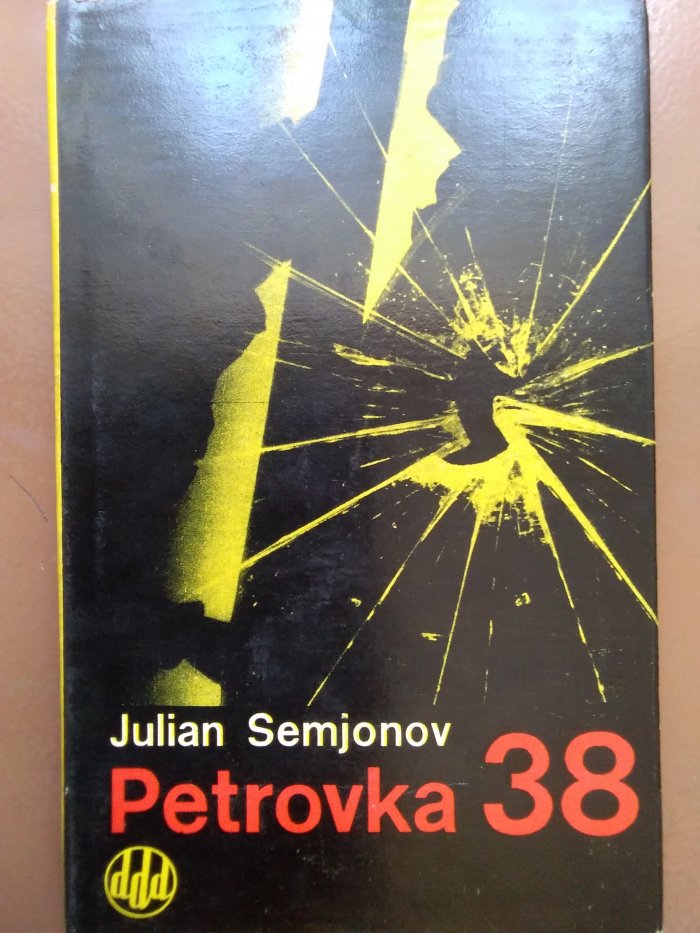 Julian Semjonov
Petrovka 38
ddd